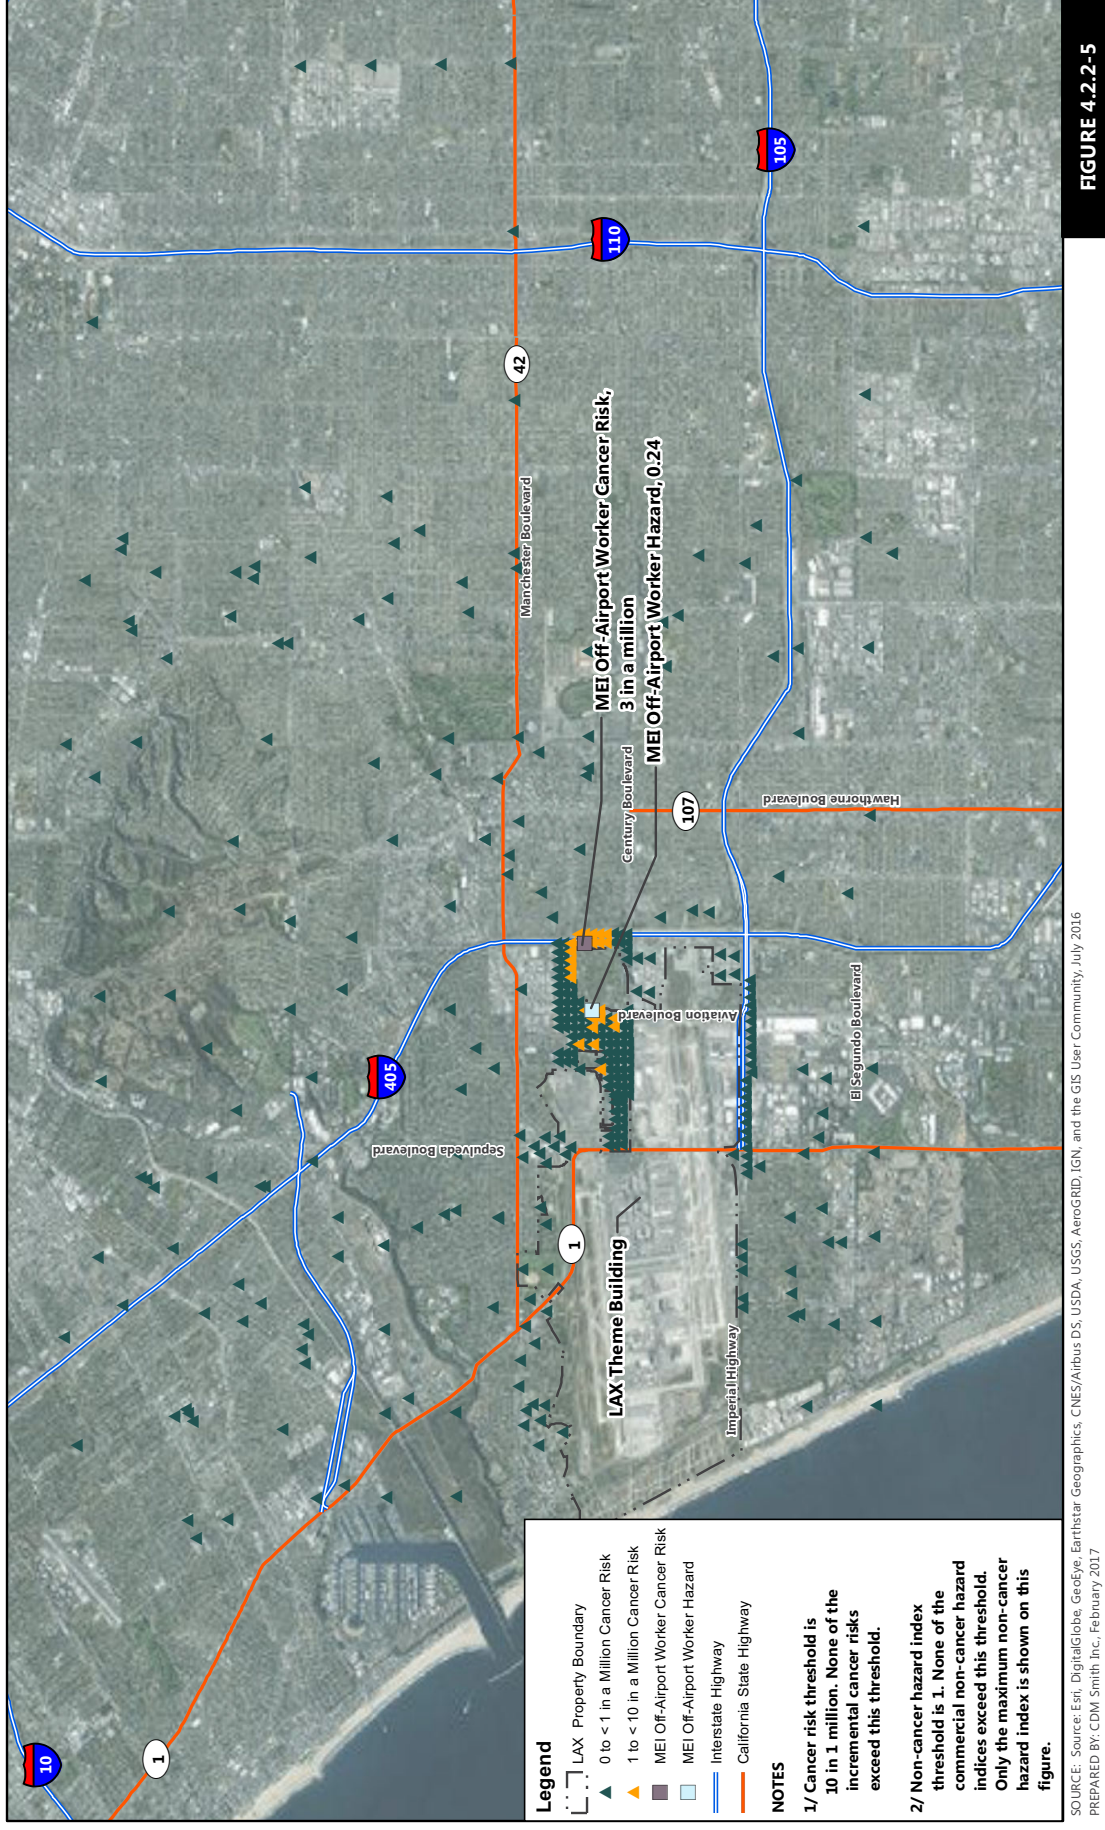 10
1
405
Sepulveda Boulevard
42
Manchester Boulevard
110
105
MEI Off-Airport Worker Cancer Risk,
3 in a million
MEI Off-Airport Worker Hazard, 0.24
Century Boulevard
107
Hawthorne Boulevard
Aviation Boulevard
El Segundo Boulevard
1
LAX Theme Building
Imperial Highway
Legend
LAX Property Boundary
0 to < 1 in a Million Cancer Risk
1 to < 10 in a Million Cancer Risk
MEI Off-Airport Worker Cancer Risk
MEI Off-Airport Worker Hazard
Interstate Highway
California State Highway
NOTES
1/ Cancer risk threshold is
10 in 1 million. None of the
incremental cancer risks
exceed this threshold.
2/ Non-cancer hazard index
threshold is 1. None of the
commercial non-cancer hazard
indices exceed this threshold.
Only the maximum non-cancer
hazard index is shown on this
figure.
SOURCE: Source: Esri, DigitalGlobe, GeoEye, Earthstar Geographics, CNES/Airbus DS, USDA, USGS, AeroGRID, IGN, and the GIS User Community, July 2016
PREPARED BY: CDM Smith Inc., February 2017
FIGURE 4.2.2-5